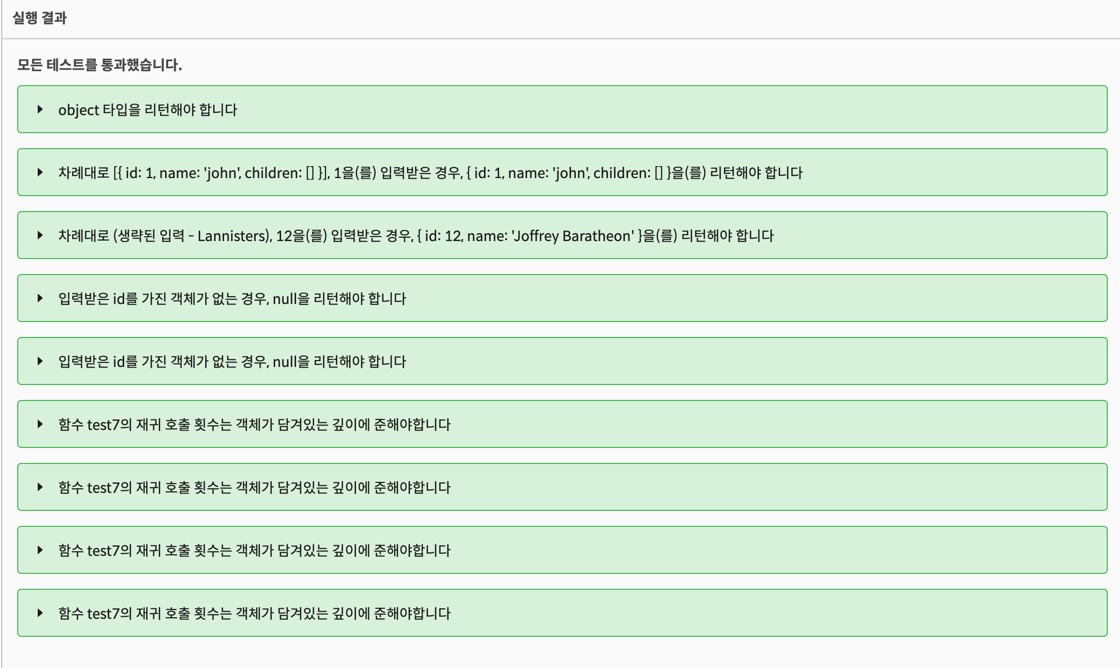 실행 결과
모든 테스트를 통과했습니다.
object 타입을 리턴해야 합니다
차례대로 [{ id: 1, name: 'john', children: [] }], 1을(를) 입력받은 경우, { id: 1, name: 'john', children: [] }을(를) 리턴해야 합니다
차례대로 (생략된 입력 - Lannisters), 12을(를) 입력받은 경우, { id: 12, name: 'Joffrey Baratheon' }을(를) 리턴해야 합니다
입력받은 id를 가진 객체가 없는 경우, null을 리턴해야 합니다
입력받은 id를 가진 객체가 없는 경우, null을 리턴해야 합니다
함수 test7의 재귀 호출 횟수는 객체가 담겨있는 깊이에 준해야합니다
함수 test7의 재귀 호출 횟수는 객체가 담겨있는 깊이에 준해야합니다
함수 test7의 재귀 호출 횟수는 객체가 담겨있는 깊이에 준해야합니다
함수 test7의 재귀 호출 횟수는 객체가 담겨있는 깊이에 준해야합니다